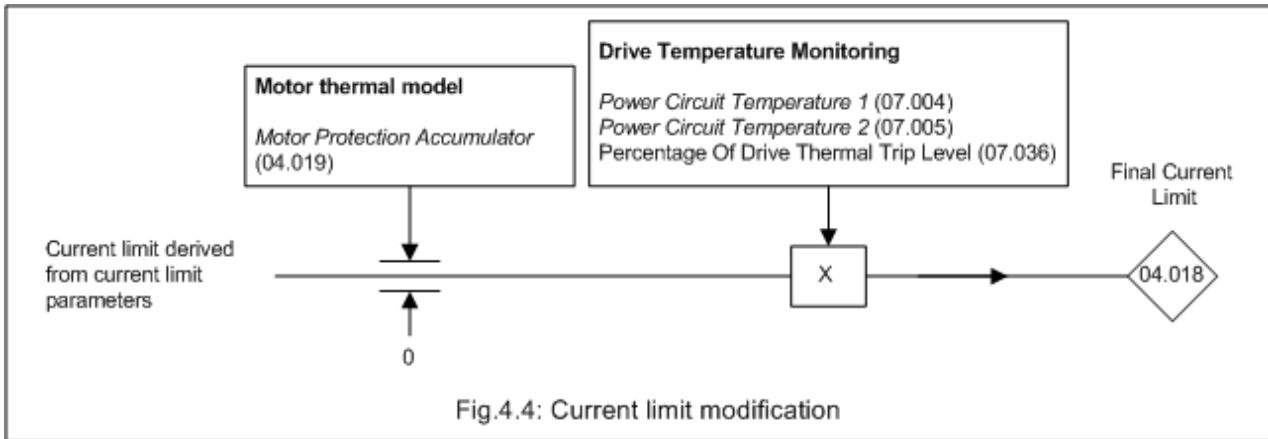 Motor thermal model
Motor Protection Accumulator
(04.019)
Drive Temperature Monitoring
Power Circuit Temperature 1 (07.004)
Power Circuit Temperature 2 (07.005)
Percentage Of Drive Thermal Trip Level (07.036)
Final Current
Limit
Current limit derived
from current limit
parameters
X
04.018
0
Fig.4.4: Current limit modification